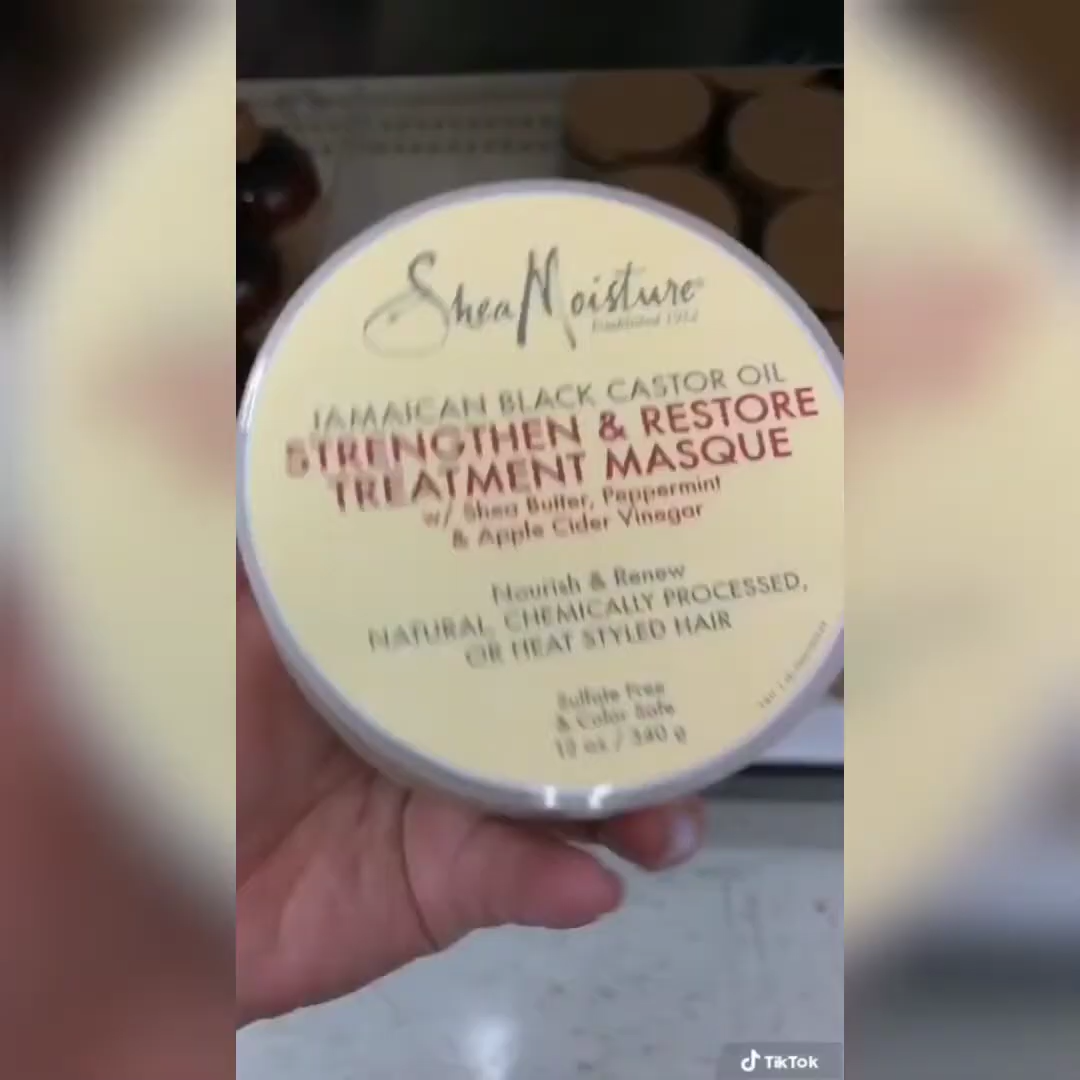 SheaMoisture
Established 1912
JAMAICAN BLACK CASTOR OIL
STRENGTHEN & RESTORE
TREATMENT MASQUE
w/ Shea Butter, Peppermint
& Apple Cider Vinegar
Nourish & Renew
NATURAL, CHEMICALLY PROCESSED,
OR HEAT STYLED HAIR
Sulfate Free
& Color Safe
12 oz / 340 g
TikTok